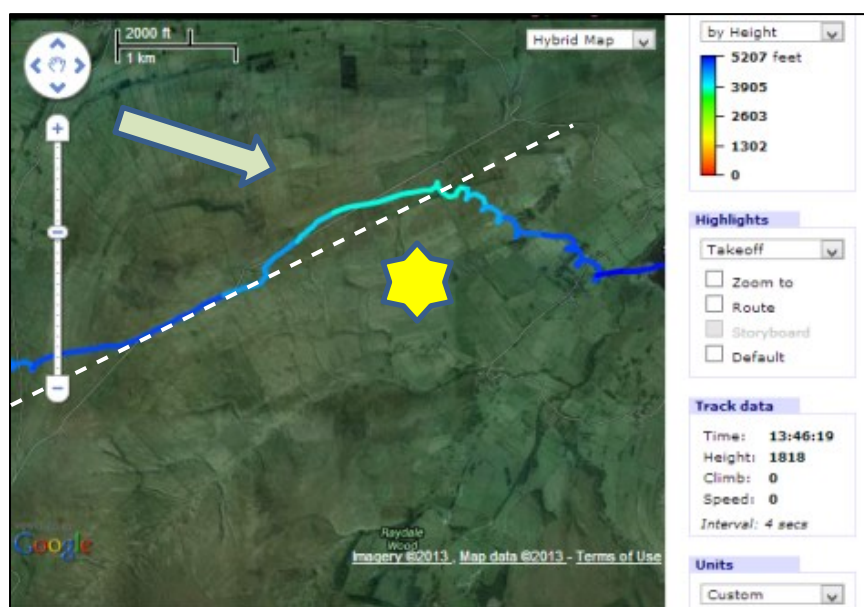 2000 ft
1 km
Hybrid Map
Google
Raydale
Wood
Imagery ©2013 , Map data ©2013 - Terms of Use
by Height
5207 feet
3905
2603
1302
0
Highlights
Takeoff
Zoom to
Route
Storyboard
Default
Track data
Time: 13:46:19
Height: 1818
Climb: 0
Speed: 0
Interval: 4 secs
Units
Custom